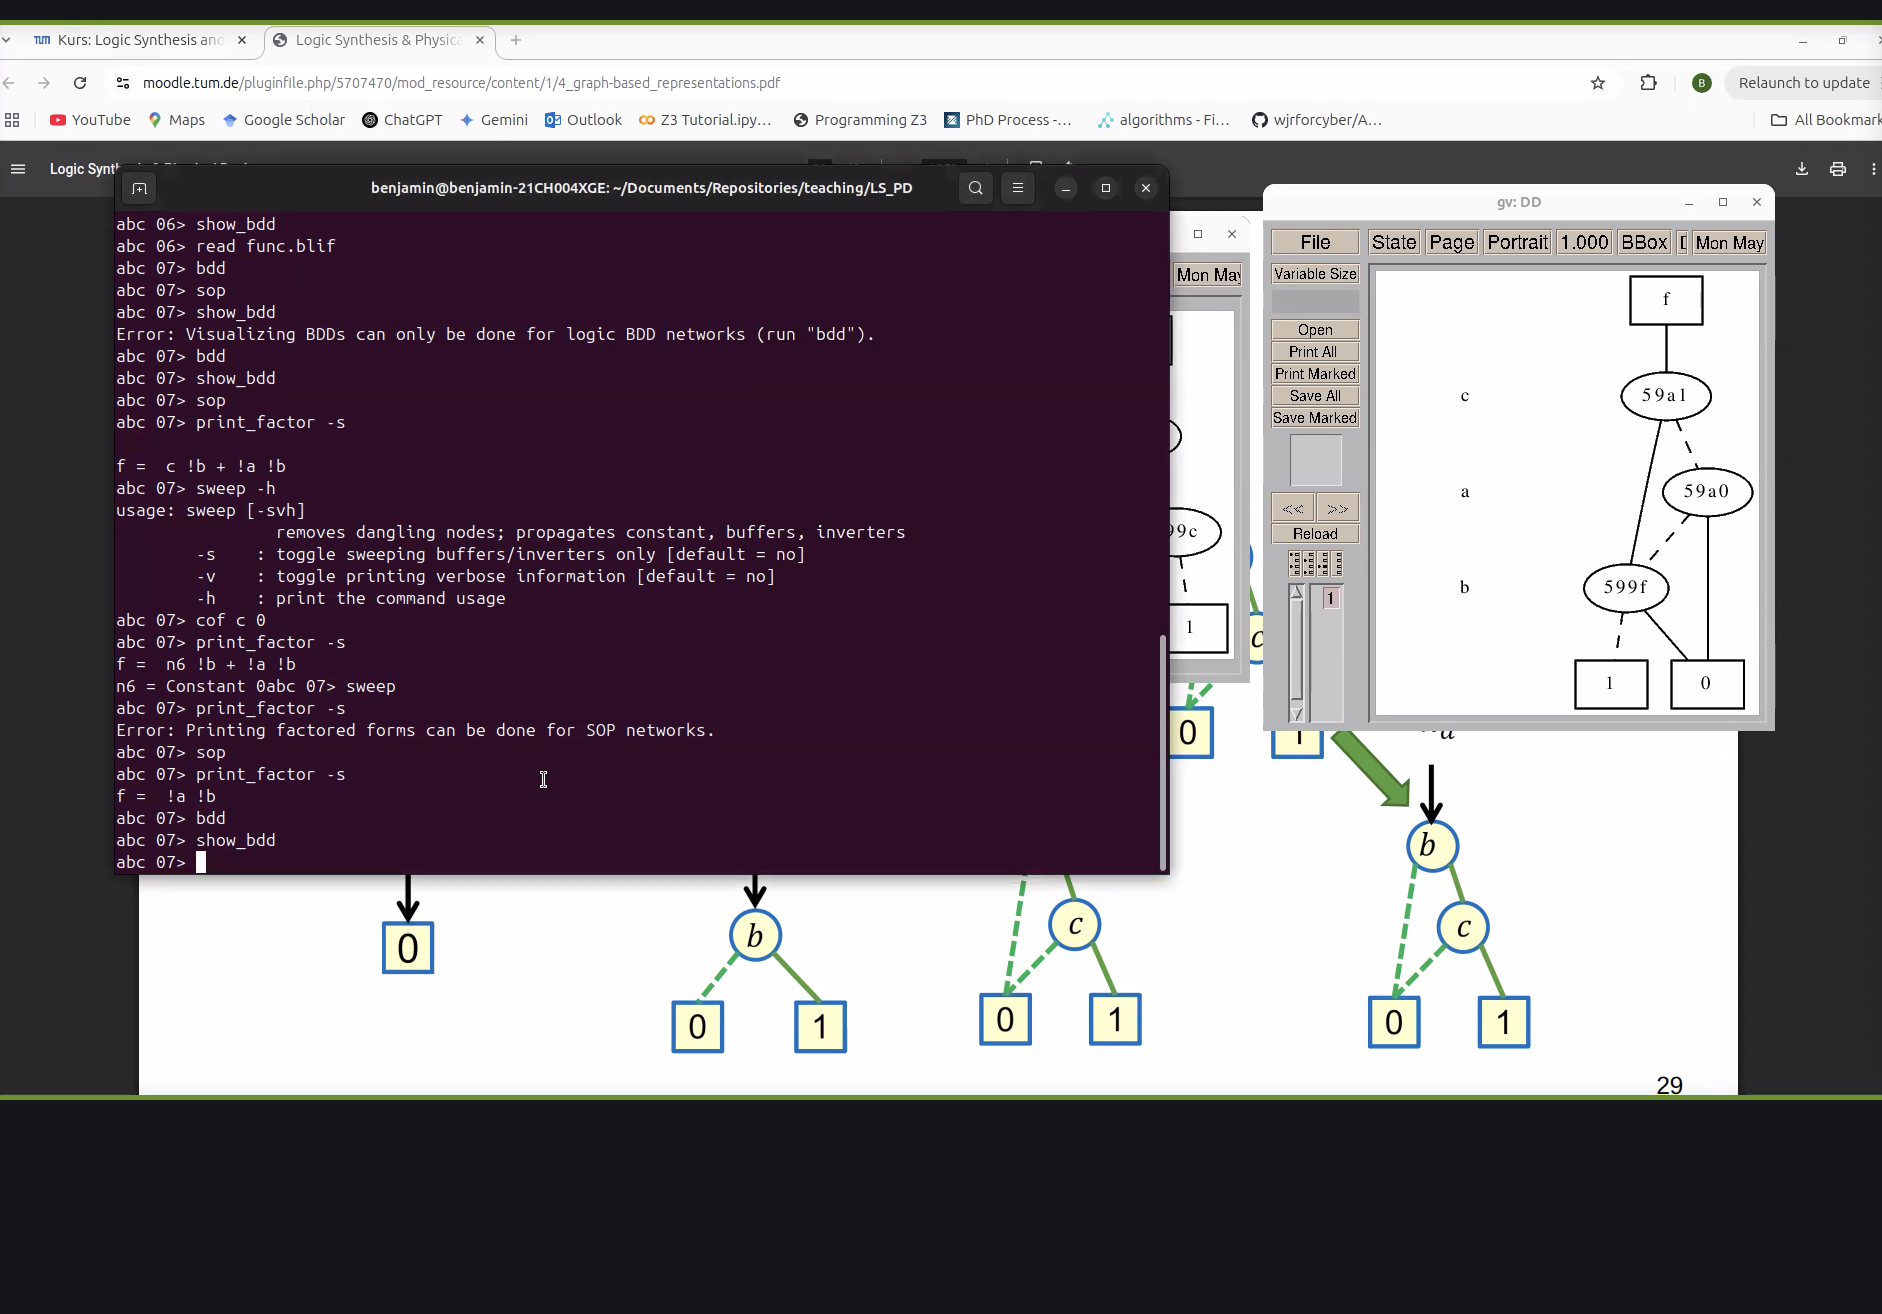 Kurs: Logic Synthesis and
Logic Synthesis & Physica
moodle.tum.de/pluginfile.php/5707470/mod_resource/content/1/4_graph-based_representations.pdf
B
Relaunch to update
YouTube
Maps
Google Scholar
ChatGPT
Gemini
Outlook
Z3 Tutorial.ipy...
Programming Z3
PhD Process -...
algorithms - Fi...
wjrforcyber/A...
All Bookmark
Logic Synt
benjamin@benjamin-21CH004XGE: ~/Documents/Repositories/teaching/LS_PD
abc 06> show_bdd
abc 06> read func.blif
abc 07> bdd
abc 07> sop
abc 07> show_bdd
Error: Visualizing BDDs can only be done for logic BDD networks (run "bdd").
abc 07> bdd
abc 07> show_bdd
abc 07> sop
abc 07> print_factor -s
f =  c !b + !a !b
abc 07> sweep -h
usage: sweep [-svh]
removes dangling nodes; propagates constant, buffers, inverters
-s    : toggle sweeping buffers/inverters only [default = no]
-v    : toggle printing verbose information [default = no]
-h    : print the command usage
abc 07> cof c 0
abc 07> print_factor -s
f =  n6 !b + !a !b
n6 = Constant 0abc 07> sweep
abc 07> print_factor -s
Error: Printing factored forms can be done for SOP networks.
abc 07> sop
abc 07> print_factor -s
f =  !a !b
abc 07> bdd
abc 07> show_bdd
abc 07>
Mon May
99c
1
c
0
1
gv: DD
File
State
Page
Portrait
1.000
BBox
Mon May
Variable Size
Open
Print All
Print Marked
Save All
Save Marked
<<
>>
Reload
1
f
c
59a1
a
59a0
b
599f
1
0
a
b
c
0
1
0
b
0
1
c
0
1
29